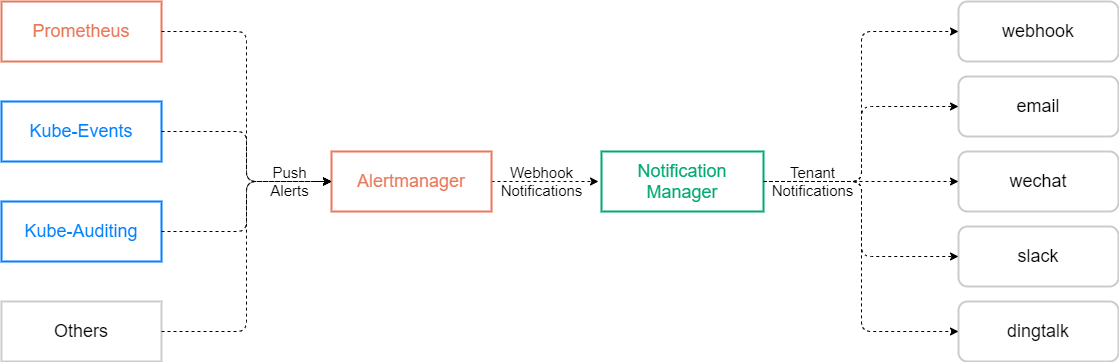 Prometheus
Kube-Events
Kube-Auditing
Others
Push
Alerts
Alertmanager
Webhook
Notifications
Notification
Manager
Tenant
Notifications
webhook
email
wechat
slack
dingtalk